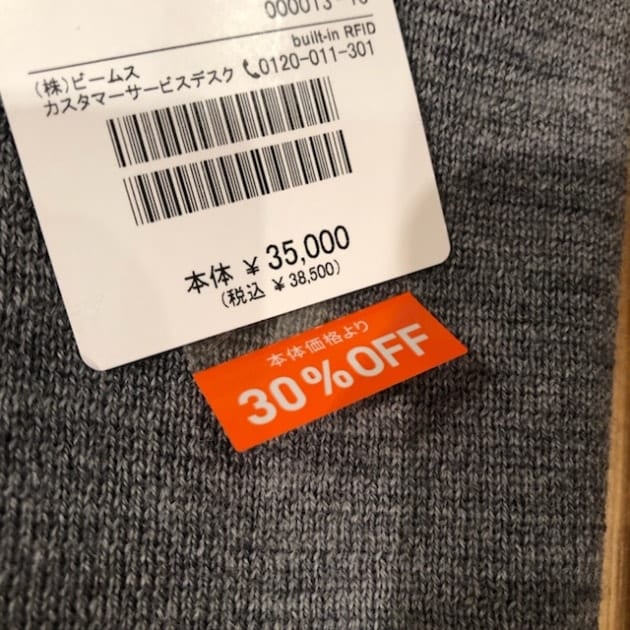 built-in RFID
(株)ビームス
カスタマーサービスデスク 📞0120-011-301
本体 ¥ 35,000
(税込 ¥ 38,500)
本体価格より
30%OFF